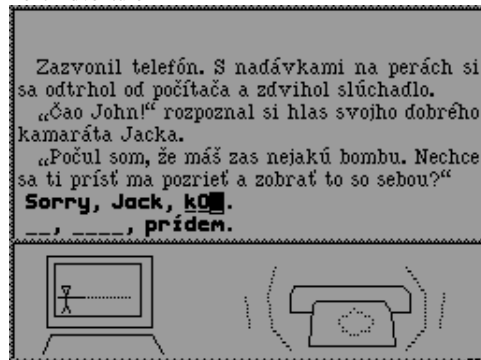 Zazvonil telefón. S nadávkami na perách si
sa odtrhol od počítača a zdvihol slúchadlo.
„Čao John!“ rozpoznal si hlas svojho dobrého
kamaráta Jacka.
„Počul som, že máš zas nejakú bombu. Nechce
sa ti prísť ma pozrieť a zobrať to so sebou?“
Sorry, Jack, kO.
__, ____, prídem.